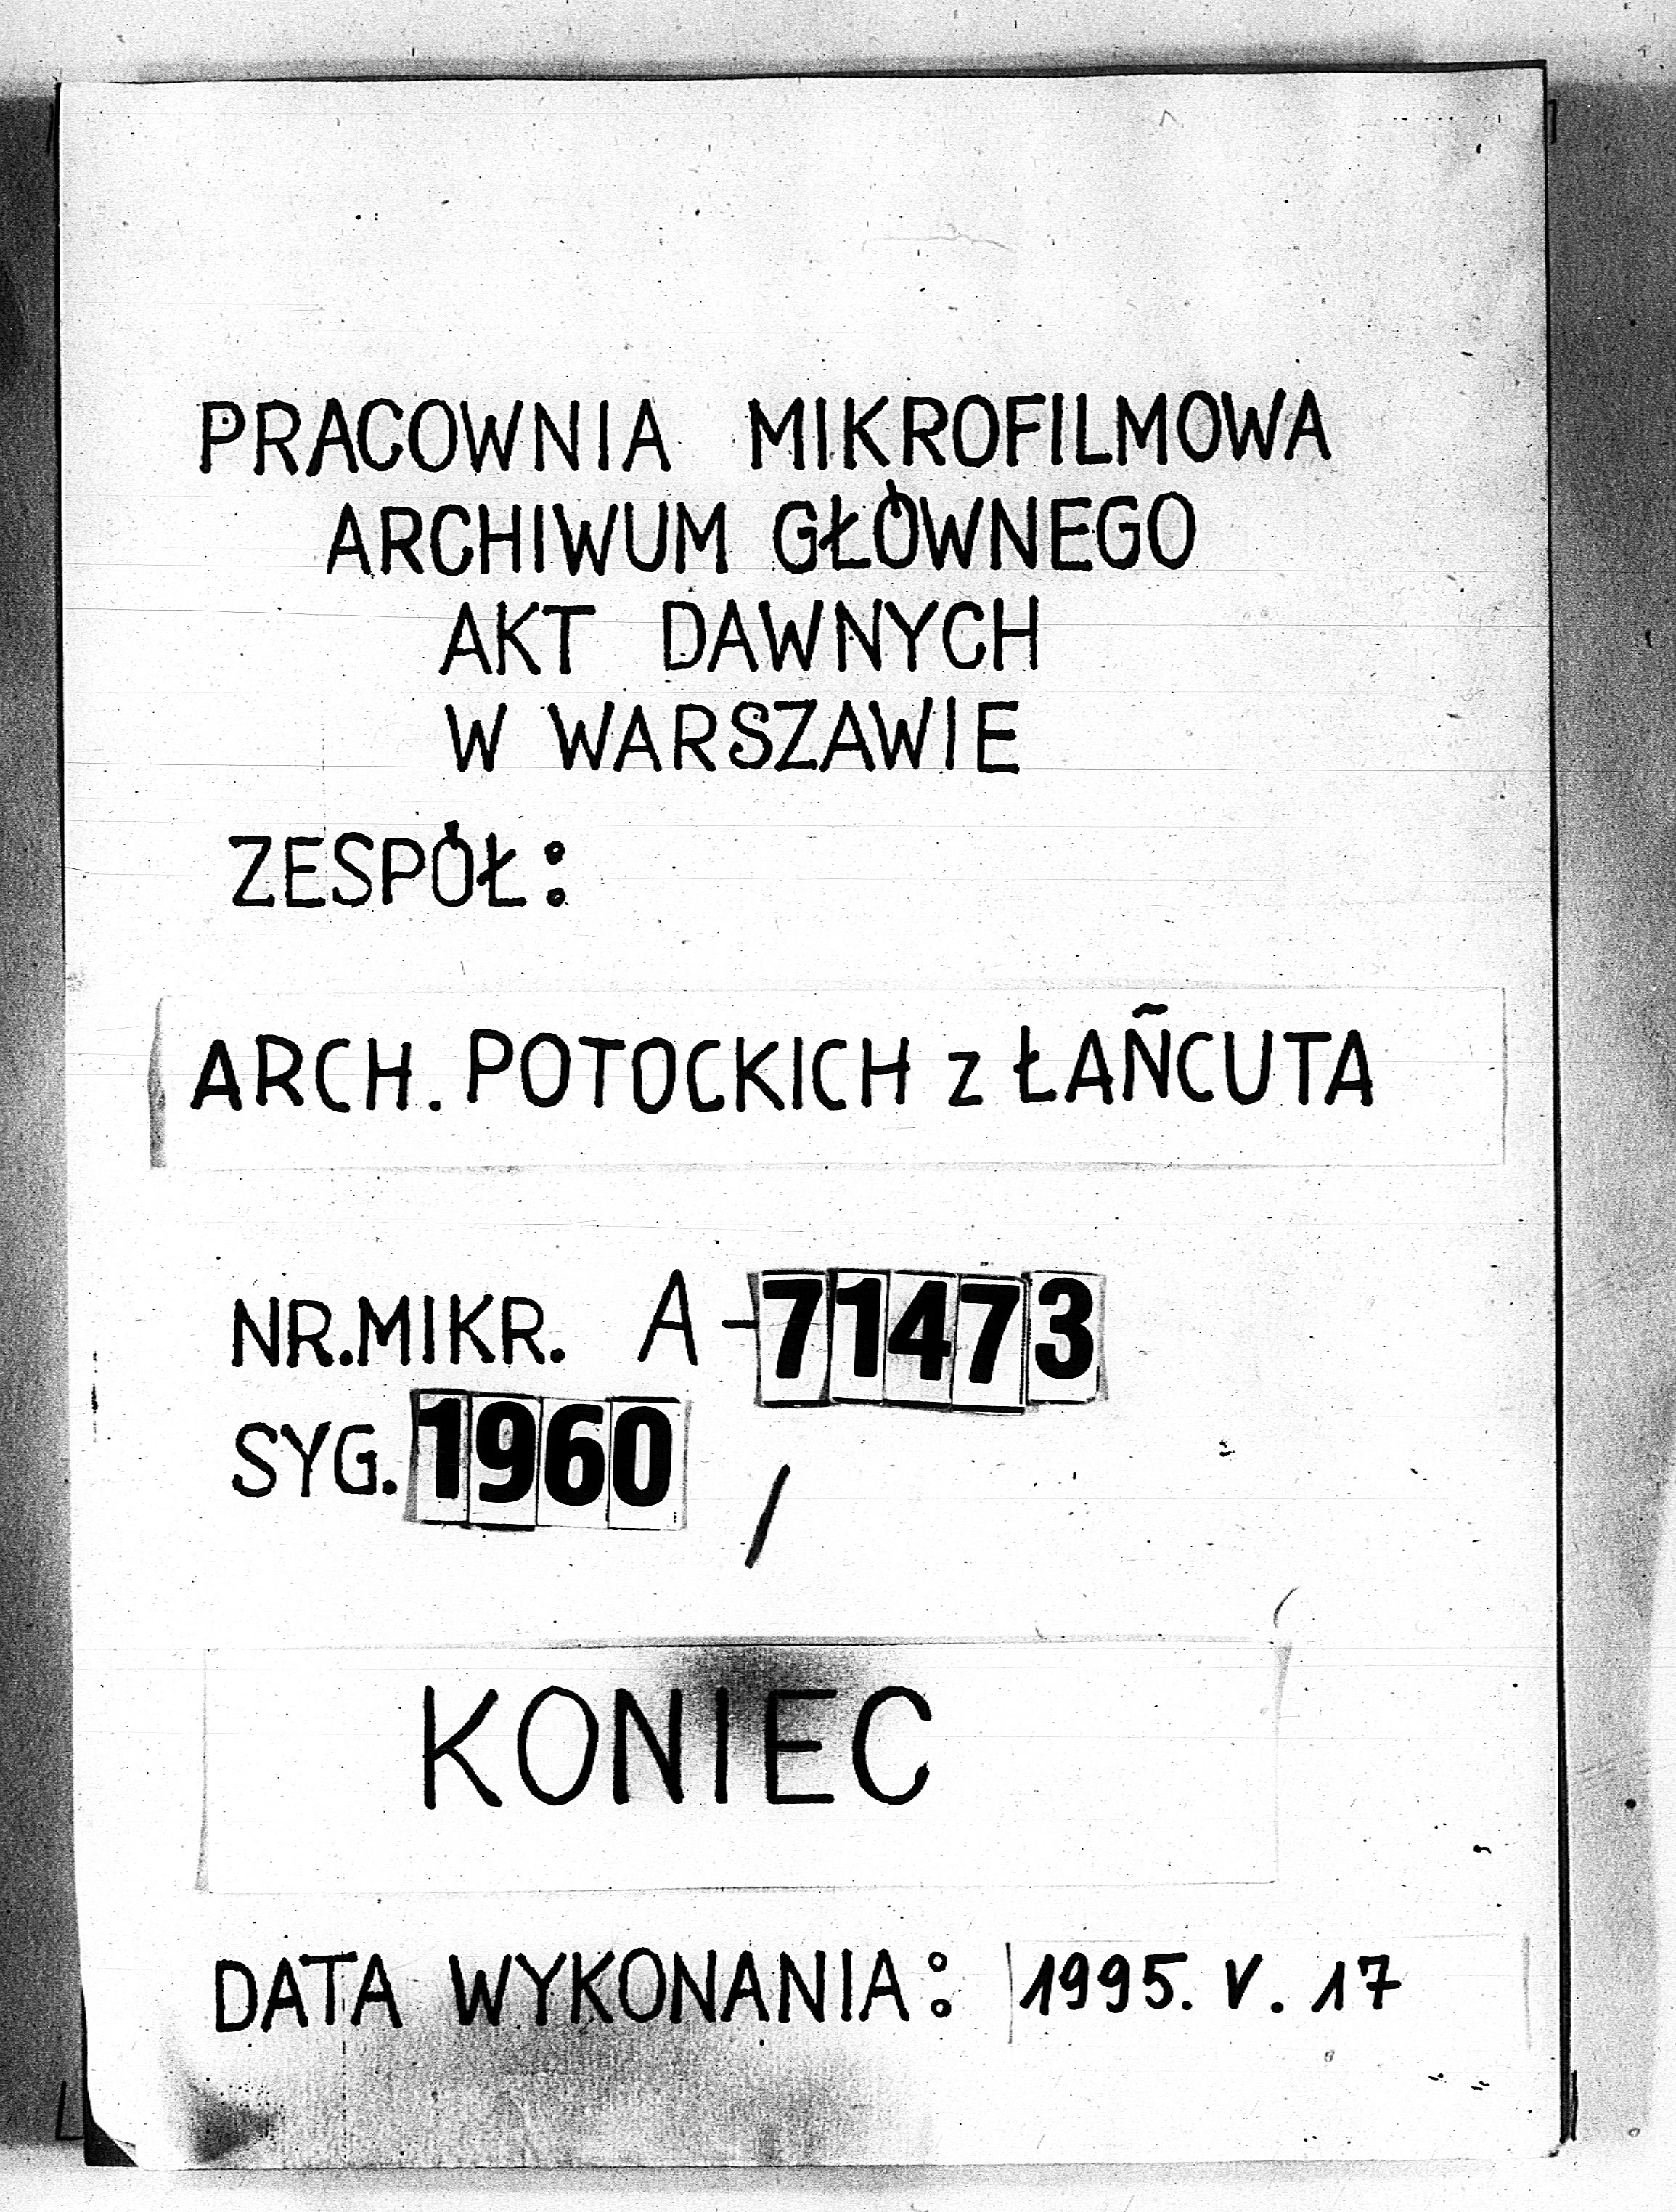 PRACOWNIA MIKROFILMOWA
ARCHIWUM GŁÓWNEGO
AKT DAWNYCH
W WARSZAWIE
ZESPÓŁ:
ARCH. POTOCKICH z ŁAŃCUTA
NR.MIKR. A-71473
SYG. 1960 /
KONIEC
DATA WYKONANIA: 1995. V. 17